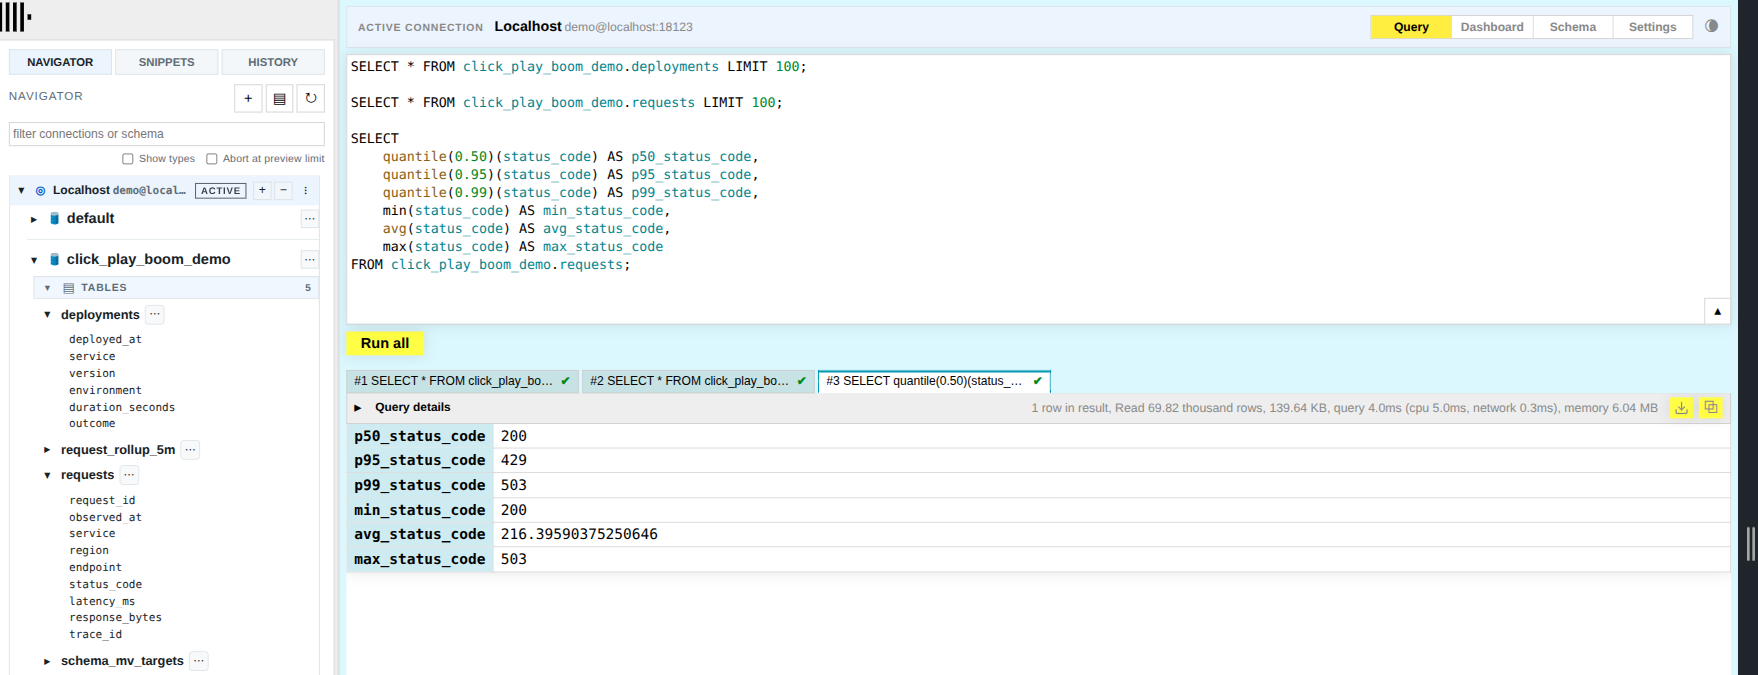 NAVIGATOR
SNIPPETS
HISTORY
NAVIGATOR
+
filter connections or schema
Show types
Abort at preview limit
Localhost demo@local…
ACTIVE
+ −
default
click_play_boom_demo
TABLES
5
deployments
deployed_at
service
version
environment
duration_seconds
outcome
request_rollup_5m
requests
request_id
observed_at
service
region
endpoint
status_code
latency_ms
response_bytes
trace_id
schema_mv_targets
ACTIVE CONNECTION Localhost demo@localhost:18123
Query
Dashboard
Schema
Settings
SELECT * FROM click_play_boom_demo.deployments LIMIT 100;
SELECT * FROM click_play_boom_demo.requests LIMIT 100;
SELECT
    quantile(0.50)(status_code) AS p50_status_code,
    quantile(0.95)(status_code) AS p95_status_code,
    quantile(0.99)(status_code) AS p99_status_code,
    min(status_code) AS min_status_code,
    avg(status_code) AS avg_status_code,
    max(status_code) AS max_status_code
FROM click_play_boom_demo.requests;
Run all
#1 SELECT * FROM click_play_bo… ✔
#2 SELECT * FROM click_play_bo… ✔
#3 SELECT quantile(0.50)(status_… ✔
Query details
1 row in result, Read 69.82 thousand rows, 139.64 KB, query 4.0ms (cpu 5.0ms, network 0.3ms), memory 6.04 MB
p50_status_code 200
p95_status_code 429
p99_status_code 503
min_status_code 200
avg_status_code 216.39590375250646
max_status_code 503